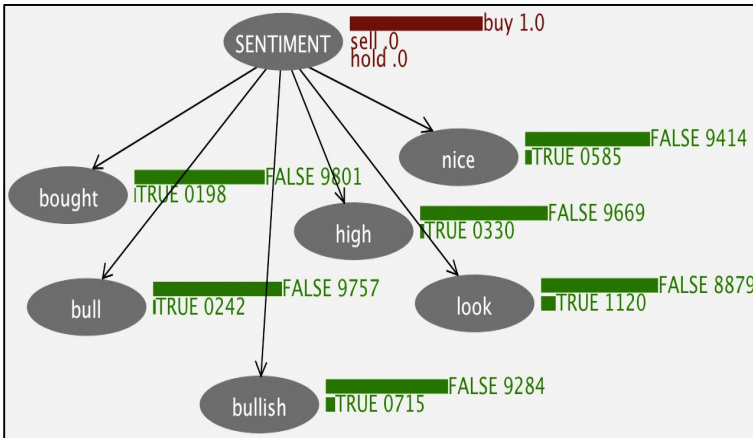 SENTIMENT
buy 1.0
sell .0
hold .0
nice
FALSE 9414
TRUE 0585
bought
FALSE 9801
TRUE 0198
high
FALSE 9669
TRUE 0330
bull
FALSE 9757
TRUE 0242
look
FALSE 8879
TRUE 1120
bullish
FALSE 9284
TRUE 0715